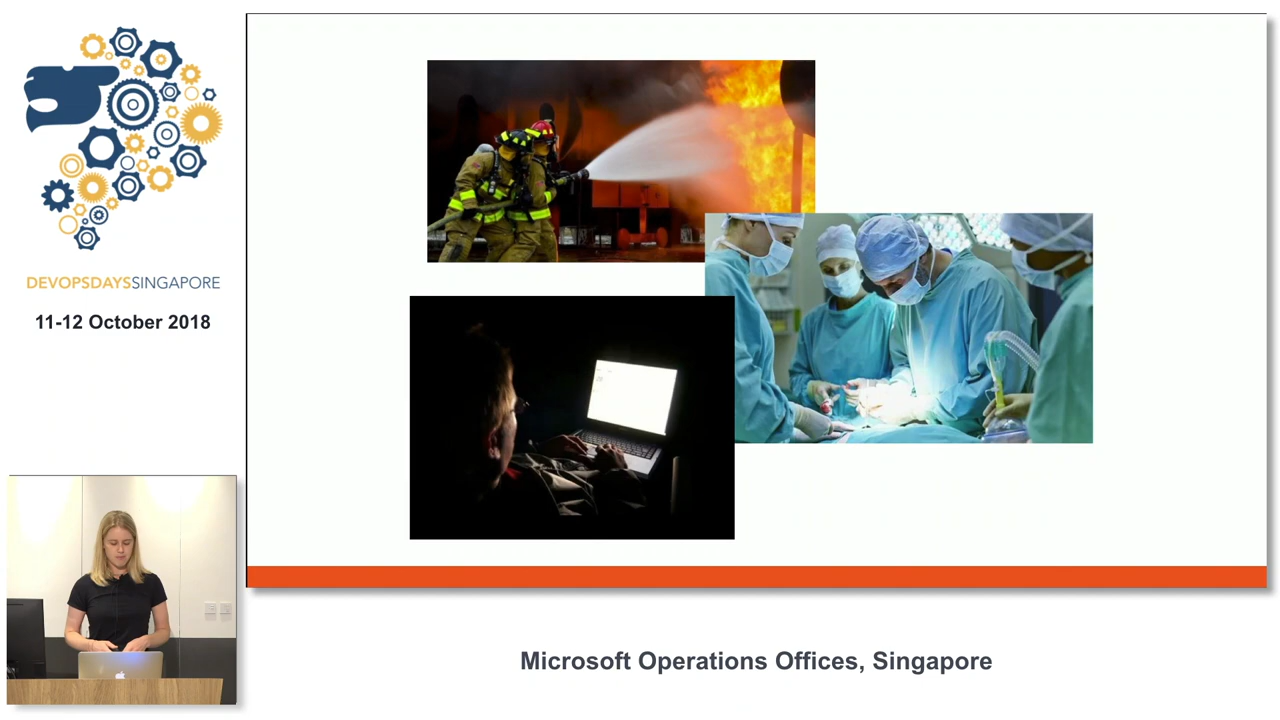 DEVOPSDAYSSINGAPORE
11-12 October 2018
Microsoft Operations Offices, Singapore